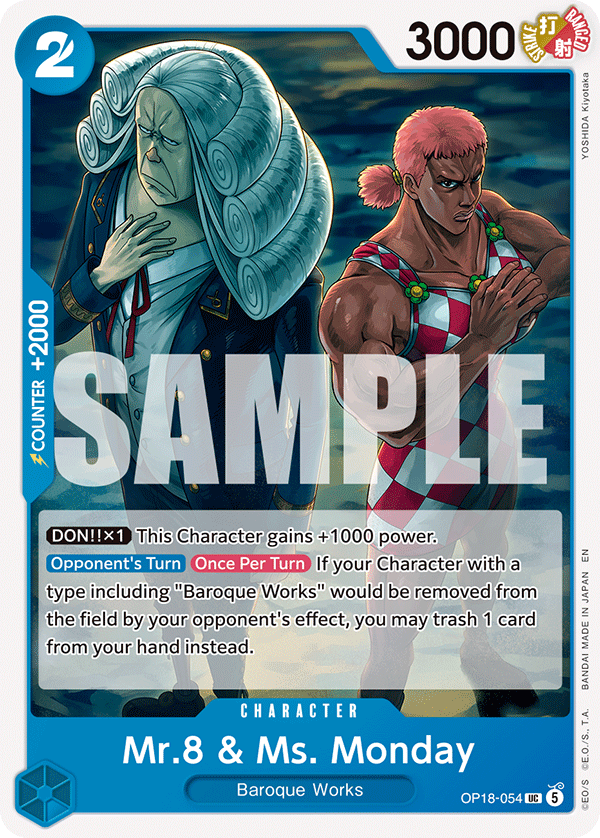 2
3000
STRIKE 打
射 RANGED
YOSHIDA Kiyotaka
COUNTER +2000
SAMPLE
DON!!×1 This Character gains +1000 power.
Opponent's Turn Once Per Turn If your Character with a
type including "Baroque Works" would be removed from
the field by your opponent's effect, you may trash 1 card
from your hand instead.
CHARACTER
Mr.8 & Ms. Monday
Baroque Works
OP18-054 UC 5
©EO/S ©E.O./S., T.A. BANDAI MADE IN JAPAN EN